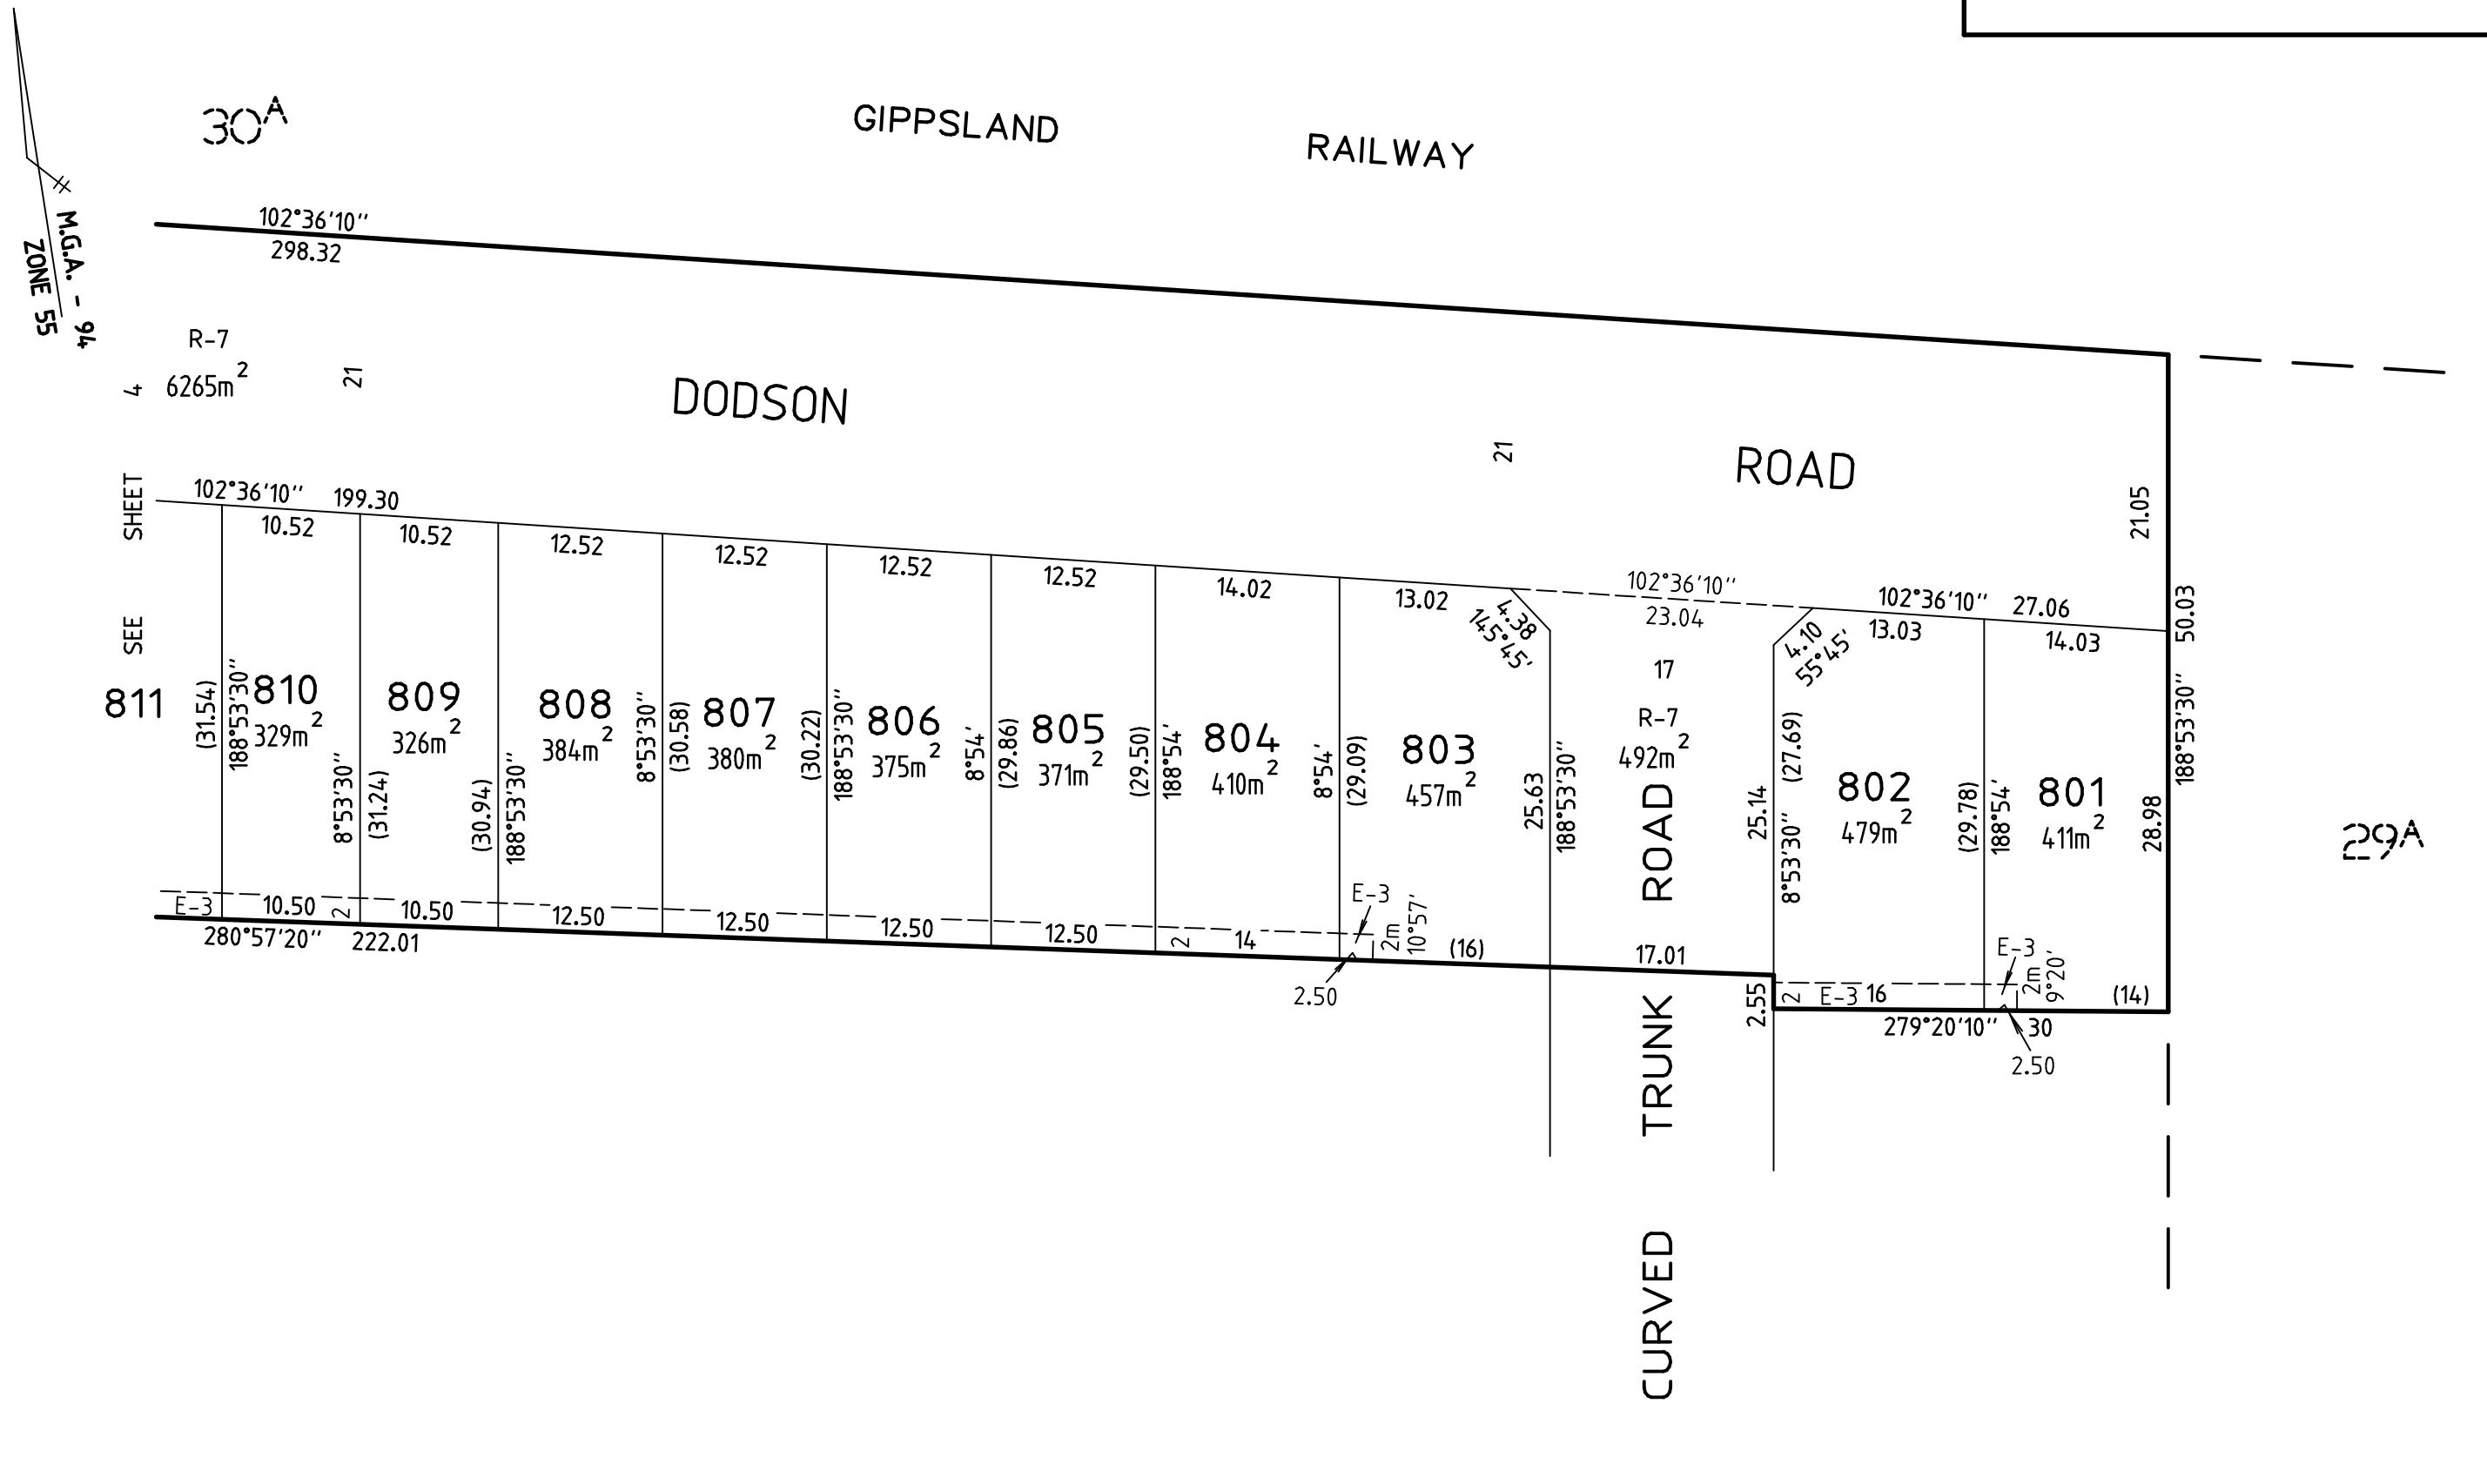 30A
GIPPSLAND RAILWAY
M.G.A. - 94
ZONE 55
102°36'10''
298.32
R-7
6265m2
21
DODSON ROAD
21
SEE SHEET 4
102°36'10'' 199.30
10.52
10.52
12.52
12.52
12.52
12.52
14.02
13.02
102°36'10''
23.04
102°36'10'' 27.06
13.03
14.03
21.05
50.03
188°53'30''
4.38
145°45'
4.10
55°45'
811
(31.54)
188°53'30''
810
329m2
8°53'30''
(31.24)
809
326m2
(30.94)
188°53'30''
808
384m2
8°53'30''
(30.58)
807
380m2
(30.22)
188°53'30''
806
375m2
8°54'
(29.86)
805
371m2
(29.50)
188°54'
804
410m2
8°54'
(29.09)
803
457m2
25.63
188°53'30''
17
R-7
492m2
CURVED TRUNK ROAD
25.14
8°53'30'' (27.69)
802
479m2
(29.78)
188°54'
801
411m2
28.98
29A
E-3
10.50
2
10.50
12.50
12.50
12.50
12.50
2
14
E-3
2m
10°57'
(16)
17.01
280°57'20'' 222.01
2.50
2.55
2
E-3 16
E-3
2m
9°20'
(14)
279°20'10'' 30
2.50